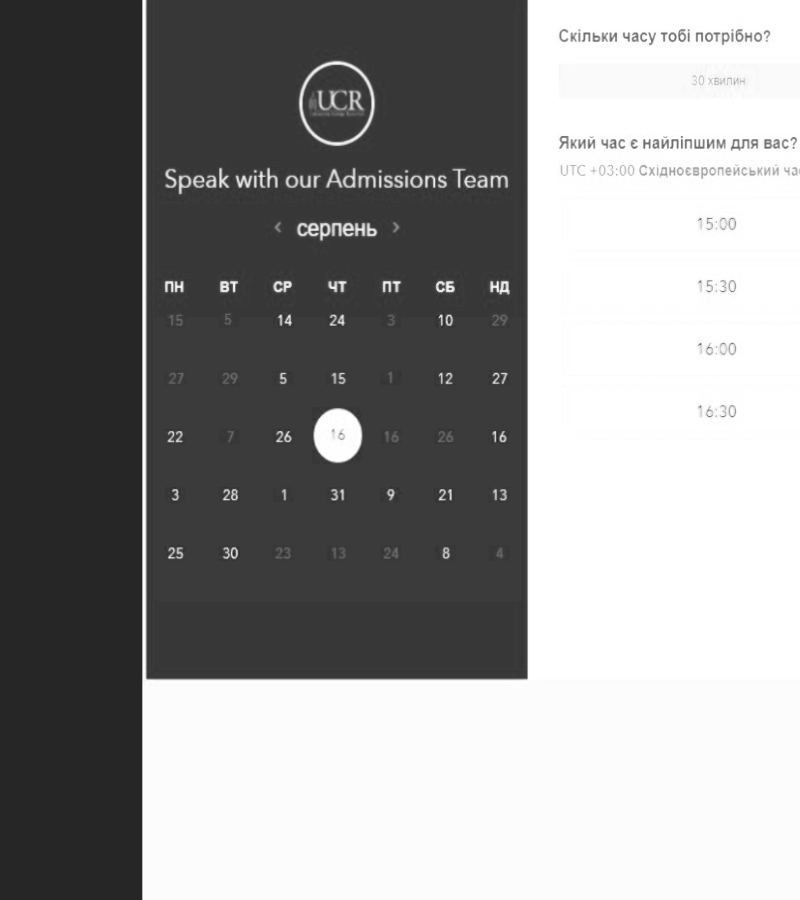 UCR
Speak with our Admissions Team
< серпень >
ПН ВТ СР ЧТ ПТ СБ НД
15 5 14 24 3 10 29
27 29 5 15 1 12 27
22 7 26 16 16 26 16
3 28 1 31 9 21 13
25 30 23 13 24 8 4
Скільки часу тобі потрібно?
30 хвилин
Який час є найліпшим для вас?
UTC +03:00 Східноєвропейський
15:00
15:30
16:00
16:30